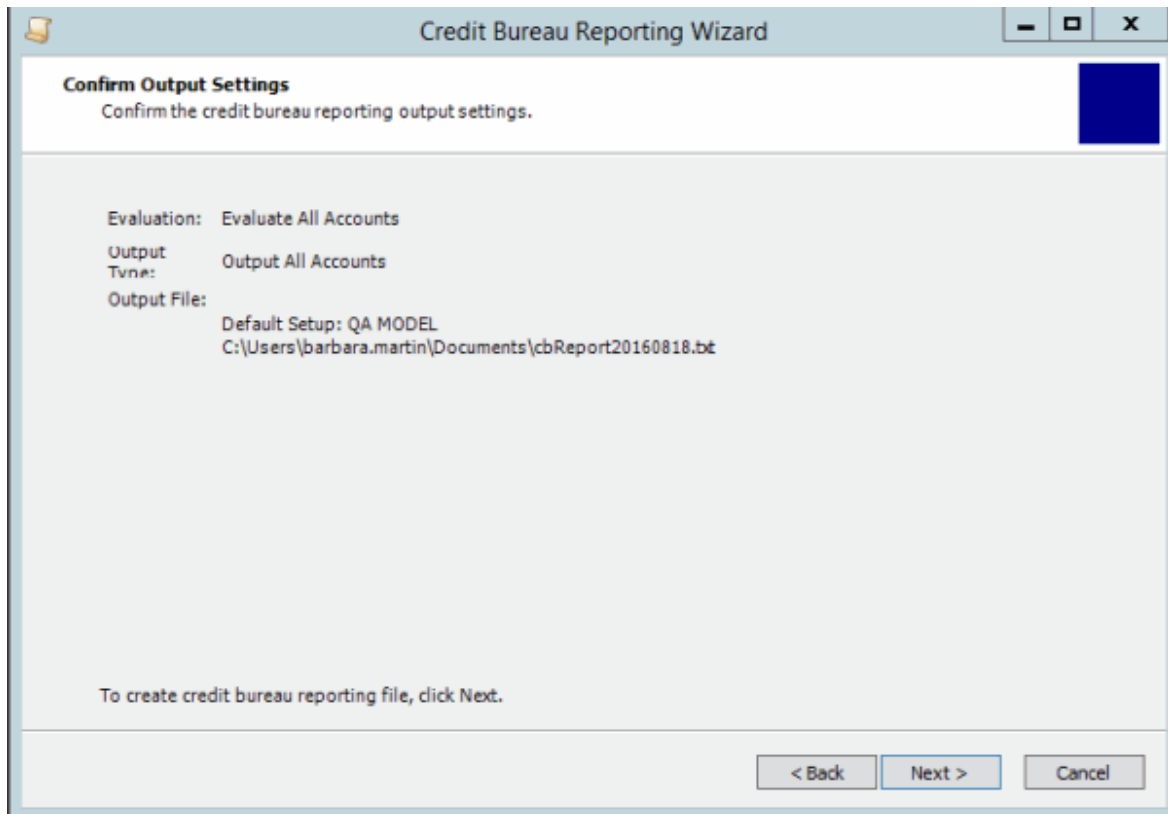 Credit Bureau Reporting Wizard
Confirm Output Settings
Confirm the credit bureau reporting output settings.
Evaluation: Evaluate All Accounts
Output
Type: Output All Accounts
Output File:
Default Setup: QA MODEL
C:\Users\barbara.martin\Documents\cbReport20160818.txt
To create credit bureau reporting file, click Next.
< Back Next > Cancel